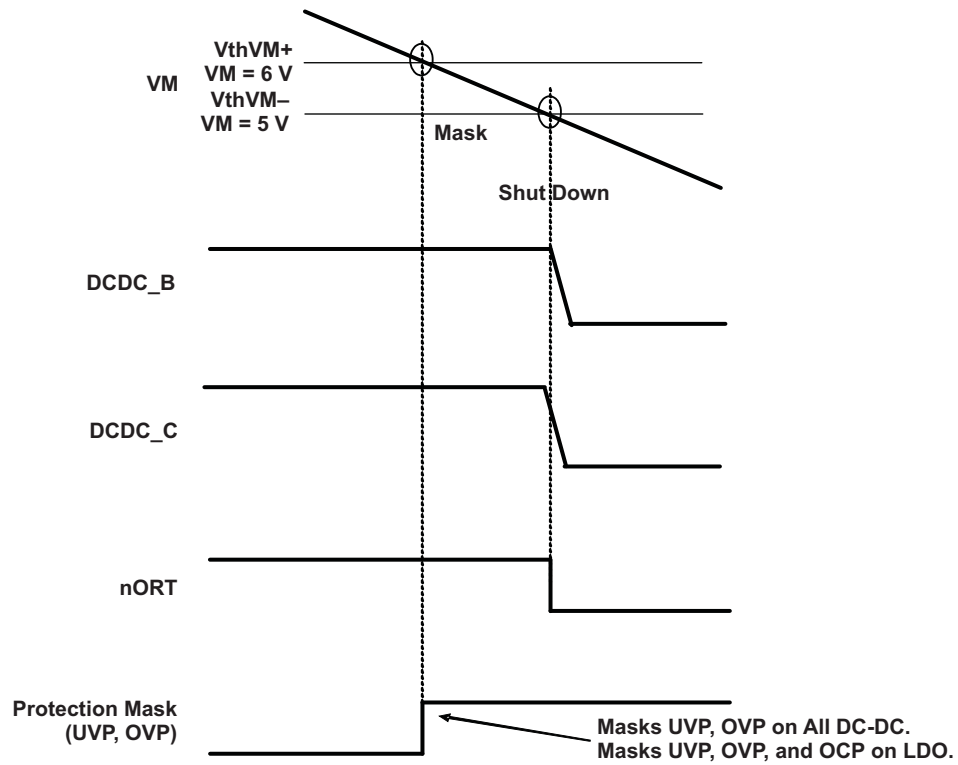 VthVM+
VM = 6 V
VM
VthVM–
VM = 5 V
Mask
Shut Down
DCDC_B
DCDC_C
nORT
Protection Mask
(UVP, OVP)
Masks UVP, OVP on All DC-DC.
Masks UVP, OVP, and OCP on LDO.